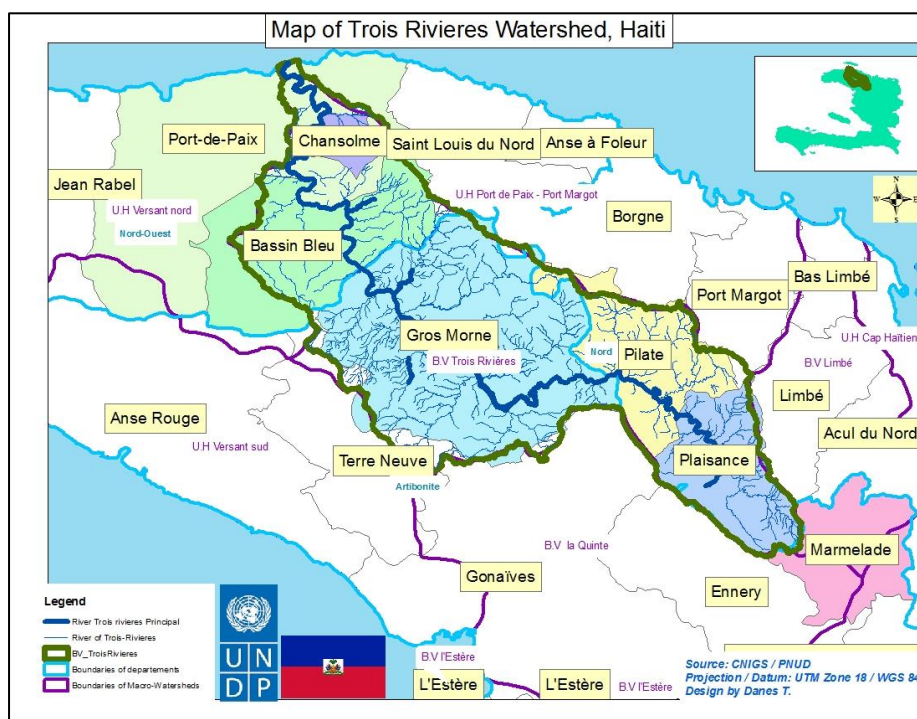 Map of Trois Rivieres Watershed, Haiti
Port-de-Paix
Chansolme
Saint Louis du Nord
Anse à Foleur
Jean Rabel
U.H Versant nord
Nord-Ouest
U.H Port de Paix - Port Margot
Borgne
N
W
E
S
Bassin Bleu
Port Margot
Bas Limbé
Gros Morne
B.V Trois Rivières
Nord
Pilate
U.H Cap Haïtien
B.V Limbé
Limbé
Anse Rouge
U.H Versant sud
Terre Neuve
Artibonite
Plaisance
Acul du Nord
B.V la Quinte
Marmelade
Gonaïves
Ennery
Legend
River Trois rivieres Principal
River of Trois-Rivieres
BV_TroisRivieres
Boundaries of departements
Boundaries of Macro-Watersheds
U N
D P
B.V l'Estère
L'Estère
L'Estère
B.V l'Estère
Source: CNIGS / PNUD
Projection / Datum: UTM Zone 18 / WGS 84
Design by Danes T.